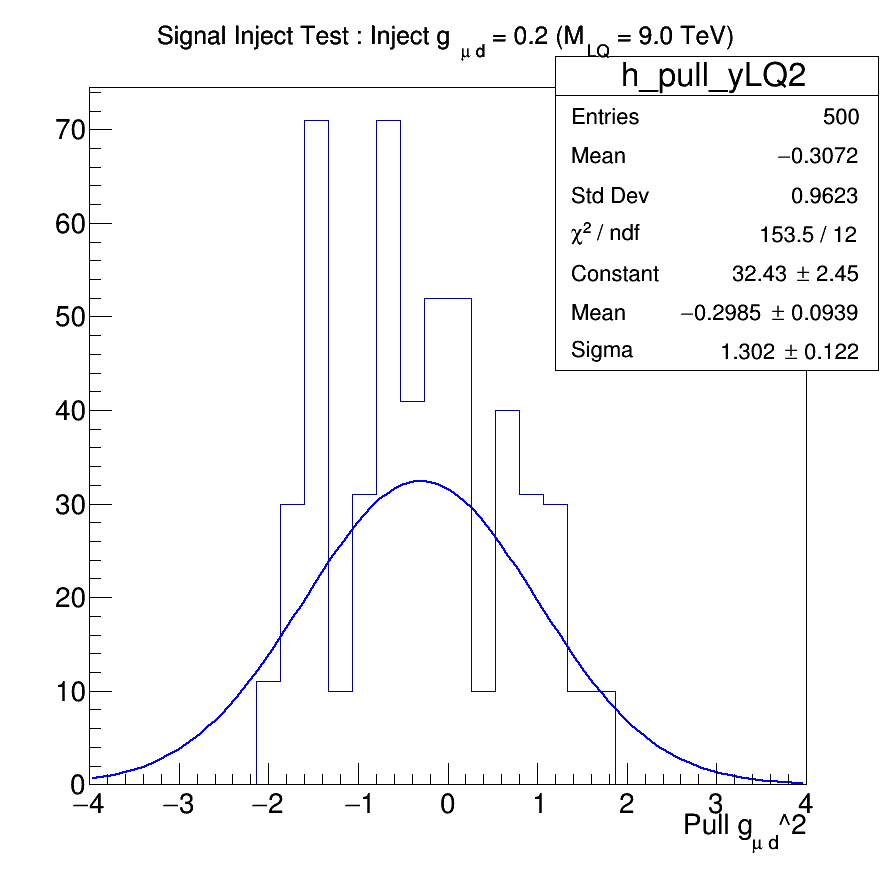 Signal Inject Test : Inject g μ d = 0.2 (M LQ = 9.0 TeV)
h_pull_yLQ2
Entries 500
Mean −0.3072
Std Dev 0.9623
χ² / ndf 153.5 / 12
Constant 32.43 ± 2.45
Mean −0.2985 ± 0.0939
Sigma 1.302 ± 0.122
70
60
50
40
30
20
10
0
−4 −3 −2 −1 0 1 2 3 4
Pull g μ d ^2